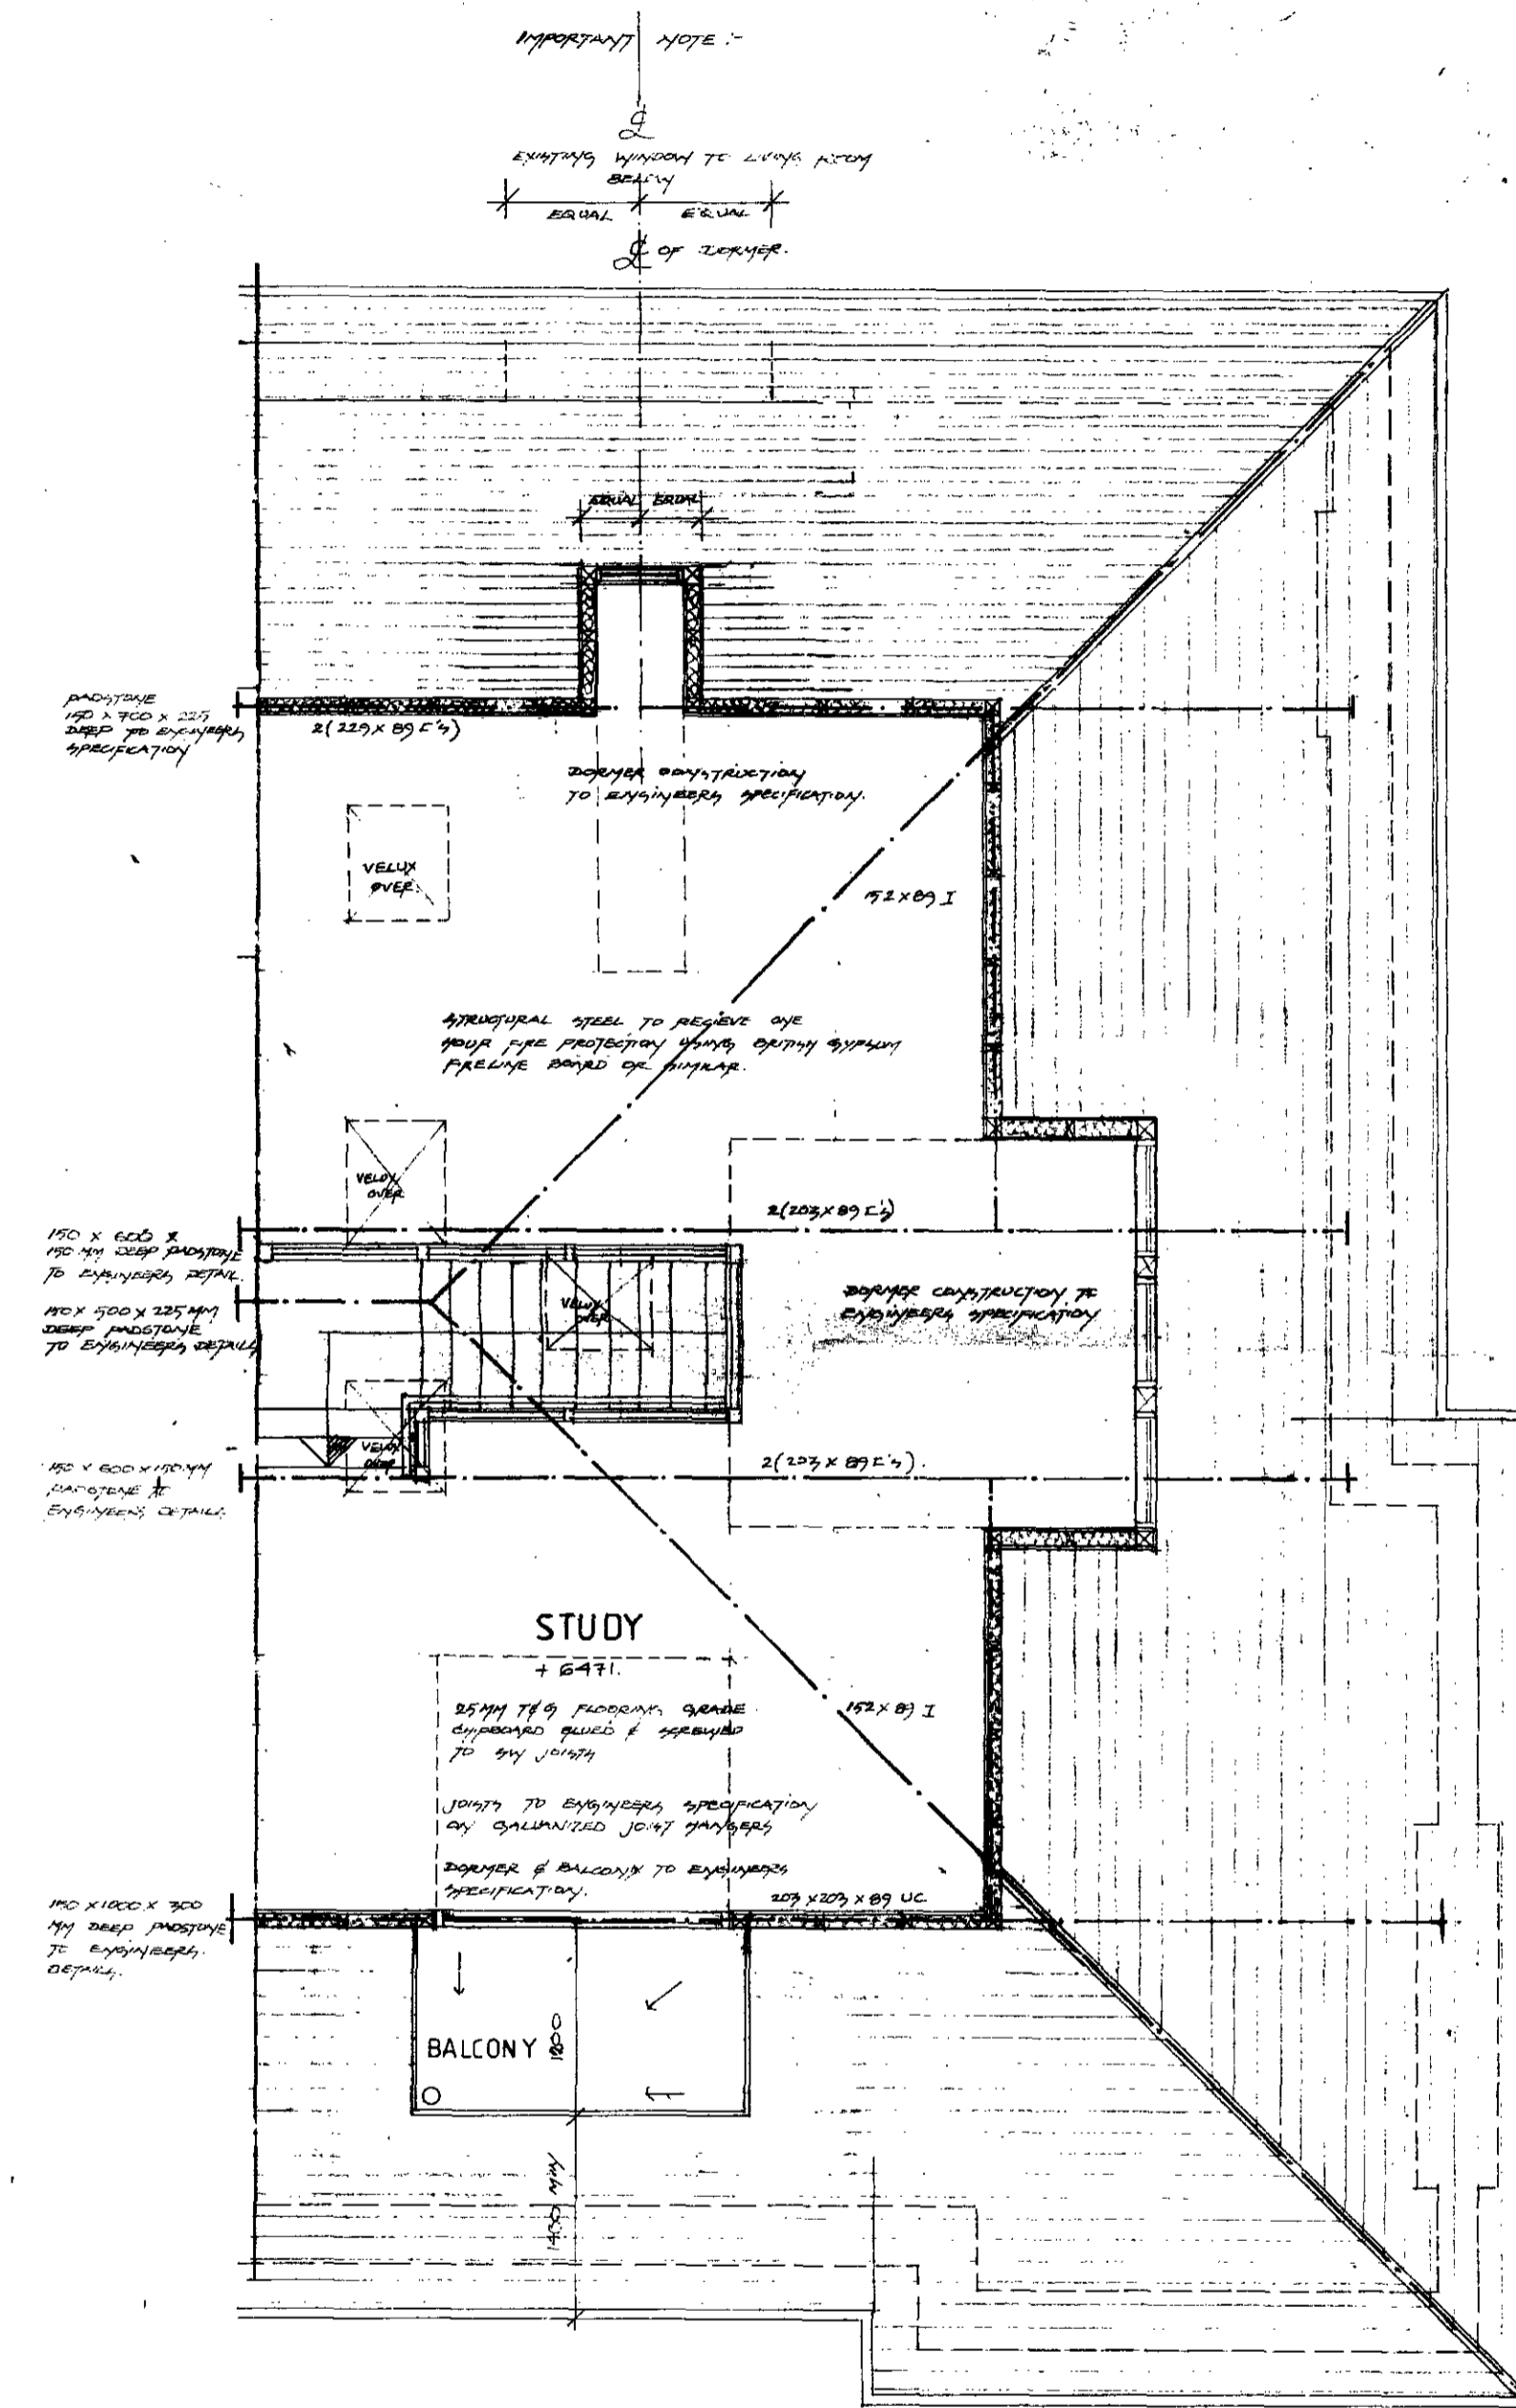 IMPORTANT NOTE :-
℄
EXISTING WINDOW TO LIVING ROOM
BELOW
EQUAL EQUAL
℄ OF DORMER.
EQUAL EQUAL
PADSTONE
150 x 700 x 225
DEEP TO ENGINEERS
SPECIFICATION
2(229 x 89 C's)
DORMER CONSTRUCTION
TO ENGINEERS SPECIFICATION.
VELUX
OVER.
152 x 89 I
STRUCTURAL STEEL TO RECIEVE ONE
HOUR FIRE PROTECTION USING BRITISH GYPSUM
FIRELINE BOARD OR SIMILAR.
VELUX
OVER
2(203 x 89 C's)
150 x 600 x
150 MM DEEP PADSTONE
TO ENGINEERS DETAIL.
150 x 500 x 225 MM
DEEP PADSTONE
TO ENGINEERS DETAILS
VELUX
OVER
DORMER CONSTRUCTION TO
ENGINEERS SPECIFICATION
VELUX
OVER
2(203 x 89 C's).
150 x 600 x 150 MM
PADSTONE TO
ENGINEERS DETAILS.
STUDY
+ 6471.
25MM T&G FLOORING GRADE
CHIPBOARD GLUED & SCREWED
TO SW JOISTS
152 x 89 I
JOISTS TO ENGINEERS SPECIFICATION
ON GALVANIZED JOIST HANGERS
DORMER & BALCONY TO ENGINEERS
SPECIFICATION.
203 x 203 x 89 UC
150 x 1000 x 300
MM DEEP PADSTONE
TO ENGINEERS.
DETAILS.
BALCONY
1800
1400 MM